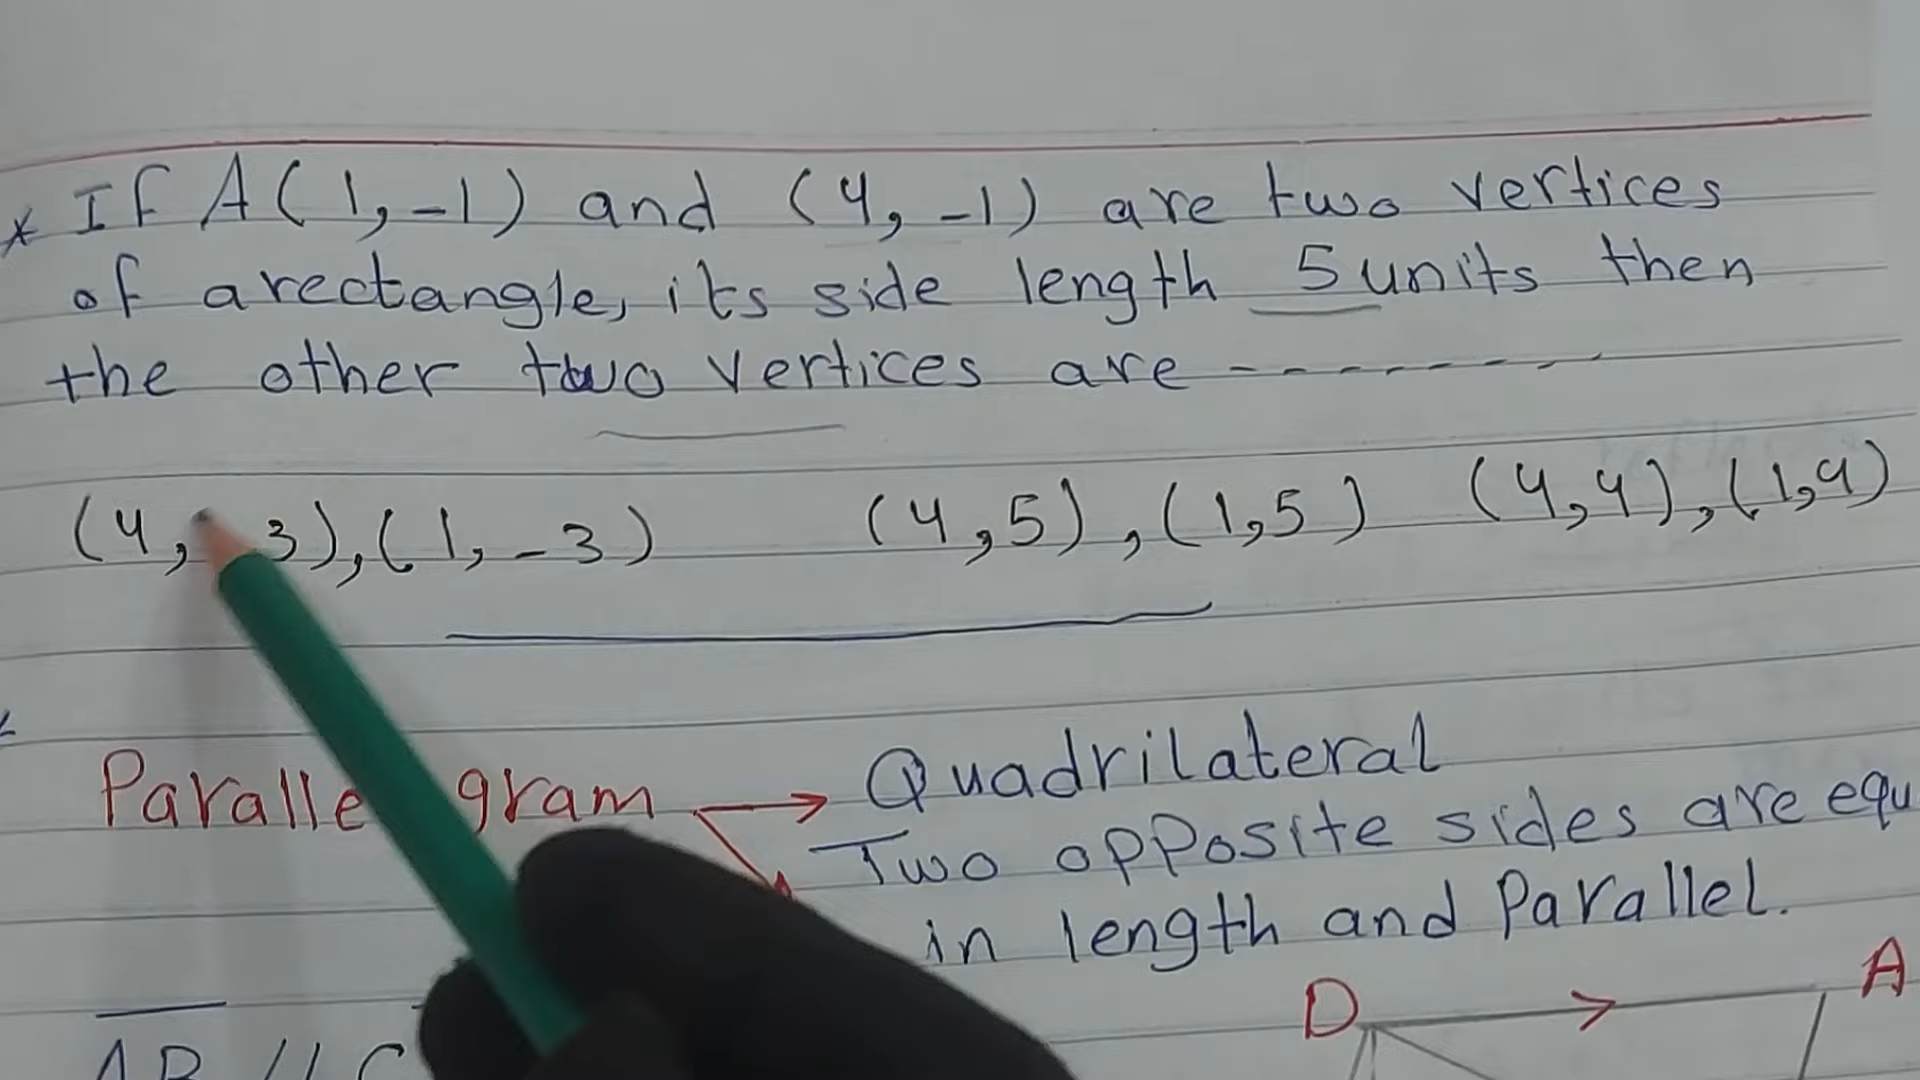 * If A(1,-1) and (4,-1) are two vertices
of a rectangle, its side length 5 units then
the other two vertices are --------
(4, 3),(1,-3) (4,5),(1,5) (4,4),(1,4)
Paralle gram → Quadrilateral
Two opposite sides are equ
in length and Parallel.
D A
AB // C